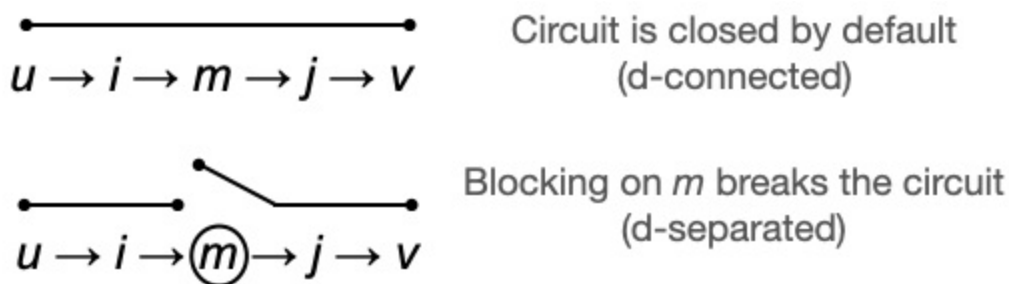 Circuit is closed by default
(d-connected)
u → i → m → j → v
Blocking on m breaks the circuit
(d-separated)
u → i → m → j → v